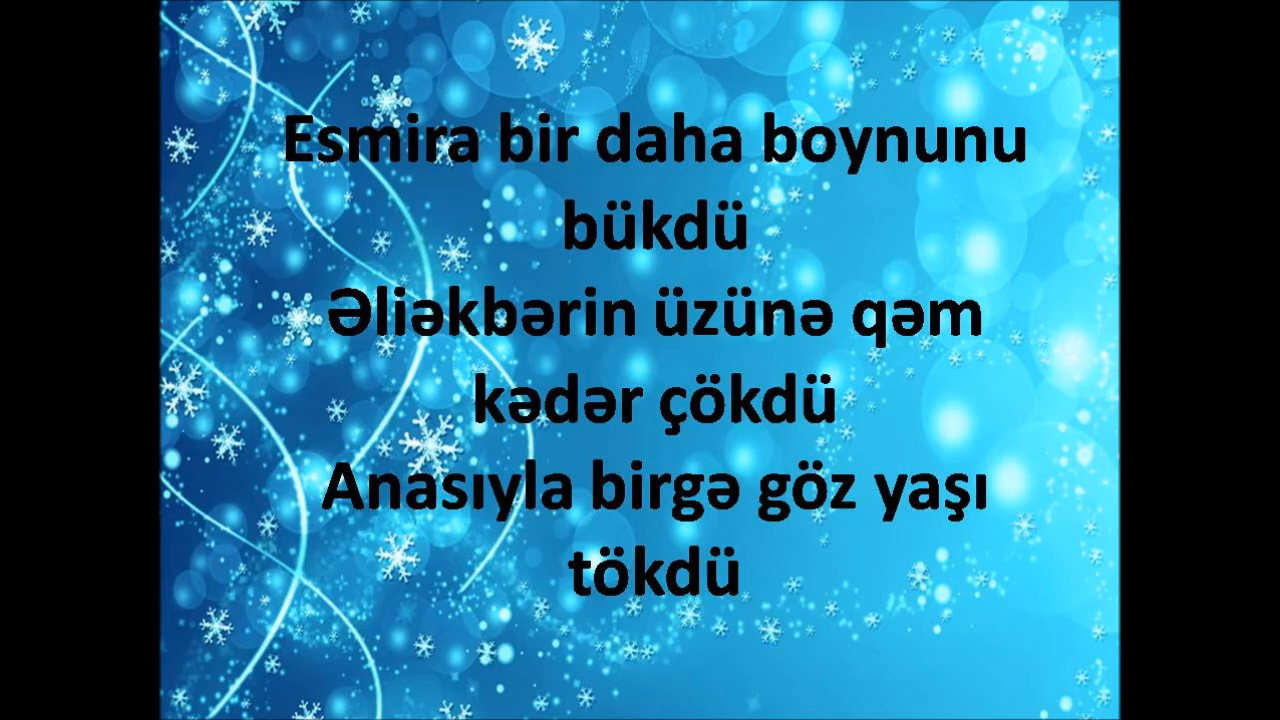 Esmira bir daha boynunu
bükdü
Əliəkbərin üzünə qəm
kədər çökdü
Anasıyla birgə göz yaşı
tökdü